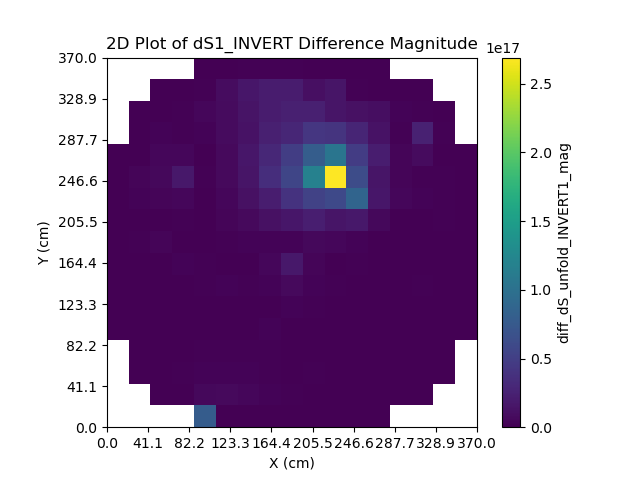 2D Plot of dS1_INVERT Difference Magnitude
1e17
370.0
328.9
287.7
246.6
205.5
164.4
123.3
82.2
41.1
0.0
Y (cm)
0.0 41.1 82.2 123.3 164.4 205.5 246.6 287.7 328.9 370.0
X (cm)
2.5
2.0
1.5
1.0
0.5
0.0
diff_dS_unfold_INVERT1_mag